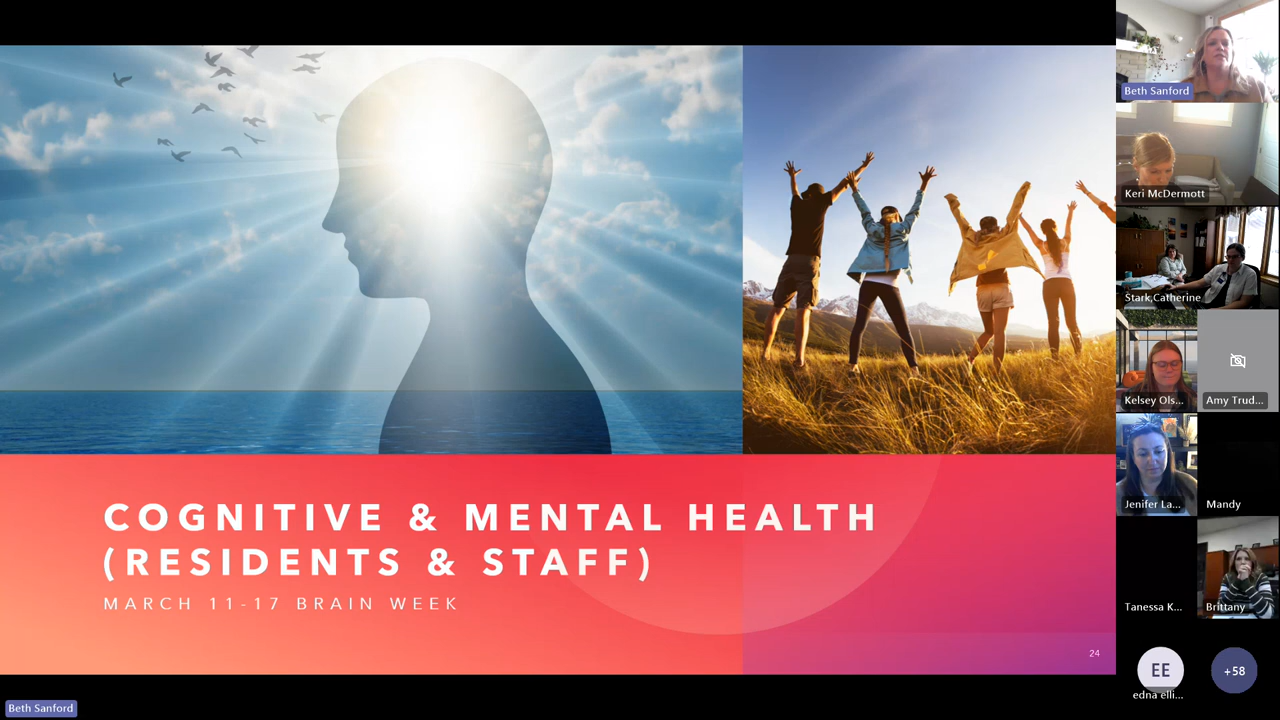 COGNITIVE & MENTAL HEALTH
(RESIDENTS & STAFF)
MARCH 11-17 BRAIN WEEK
24
Beth Sanford
Beth Sanford
Keri McDermott
Stark,Catherine
Kelsey Ols...
Amy Trud...
Jenifer La...
Mandy
Tanessa K...
Brittany
EE
edna elli...
+58